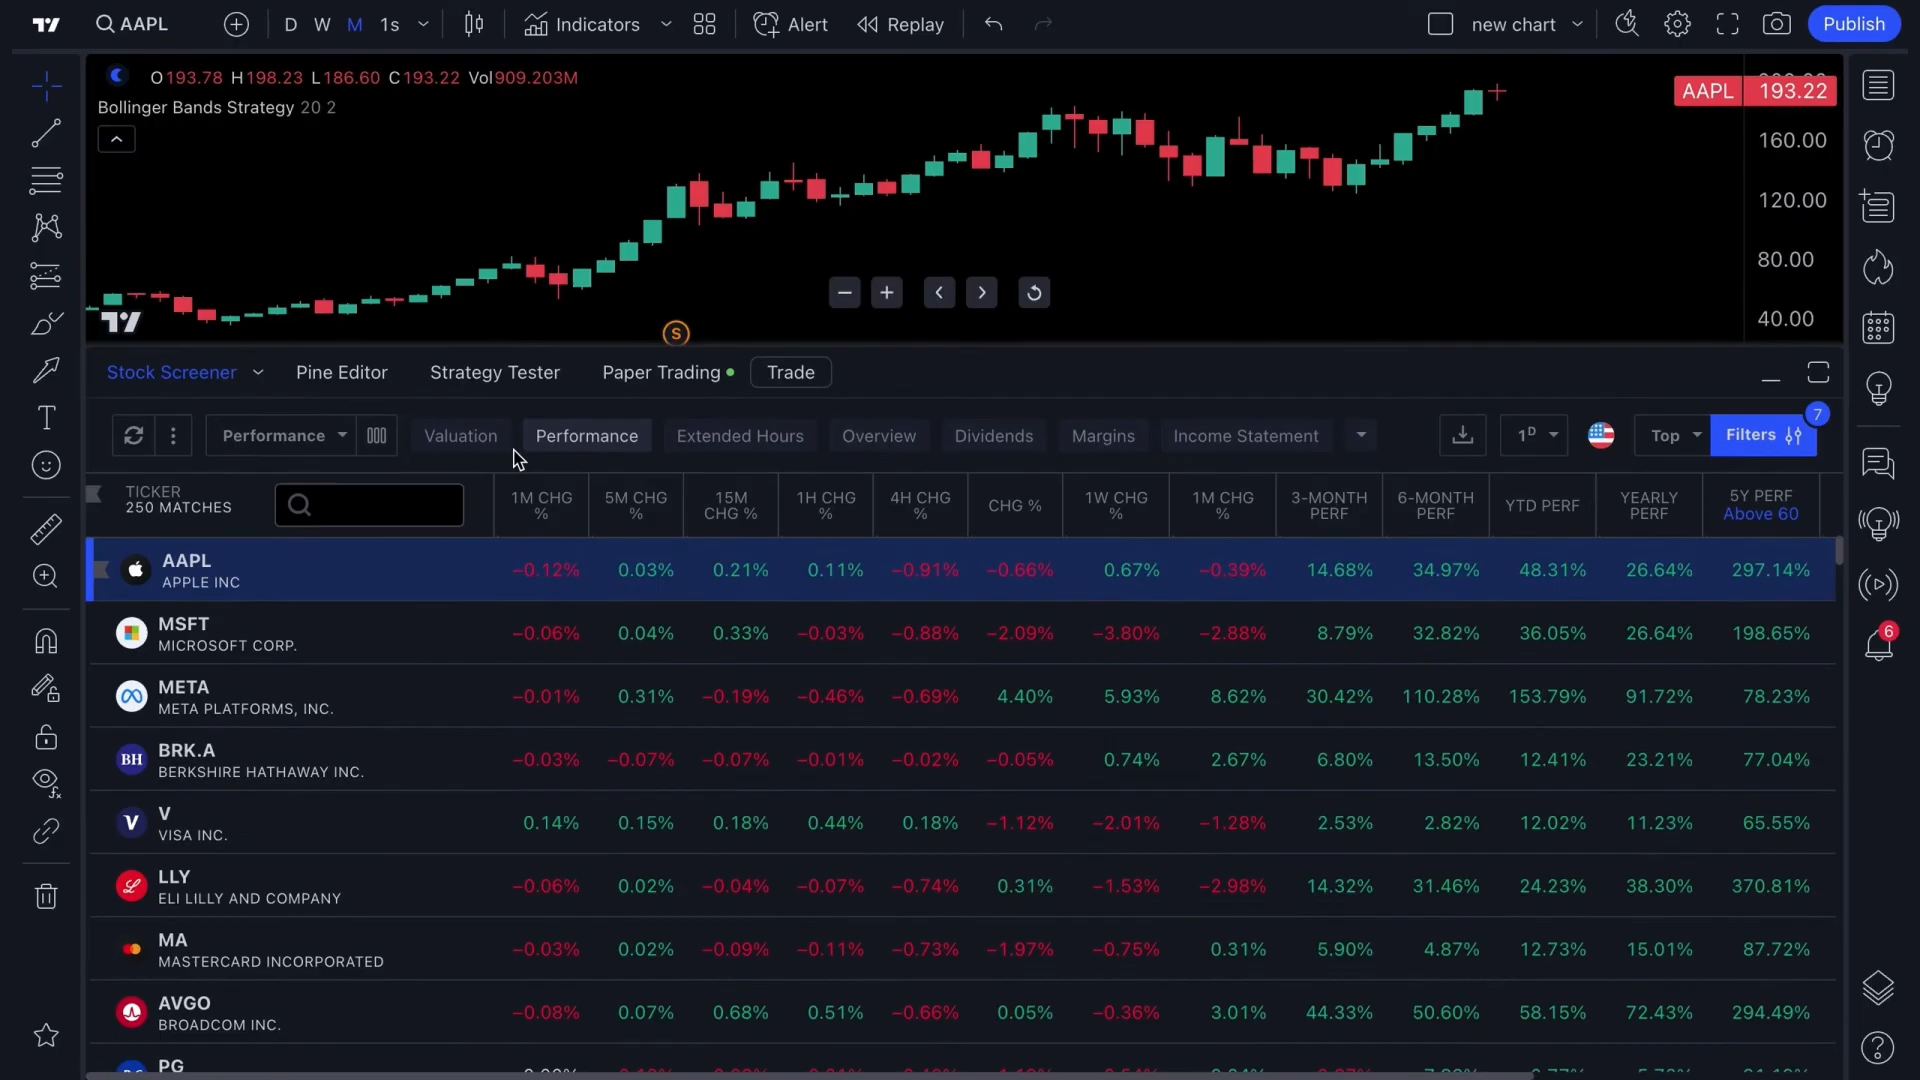 AAPL D W M 1s Indicators Alert Replay new chart Publish
O193.78 H198.23 L186.60 C193.22 Vol909.203M
Bollinger Bands Strategy 20 2
AAPL 193.22
160.00
120.00
80.00
40.00
S
Stock Screener Pine Editor Strategy Tester Paper Trading Trade
7
Performance Valuation Performance Extended Hours Overview Dividends Margins Income Statement 1D Top Filters
TICKER
250 MATCHES
1M CHG
%
5M CHG
%
15M
CHG %
1H CHG
%
4H CHG
%
CHG %
1W CHG
%
1M CHG
%
3-MONTH
PERF
6-MONTH
PERF
YTD PERF
YEARLY
PERF
5Y PERF
Above 60
AAPL
APPLE INC
−0.12% 0.03% 0.21% 0.11% −0.91% −0.66% 0.67% −0.39% 14.68% 34.97% 48.31% 26.64% 297.14%
MSFT
MICROSOFT CORP.
−0.06% 0.04% 0.33% −0.03% −0.88% −2.09% −3.80% −2.88% 8.79% 32.82% 36.05% 26.64% 198.65%
6
META
META PLATFORMS, INC.
−0.01% 0.31% −0.19% −0.46% −0.69% 4.40% 5.93% 8.62% 30.42% 110.28% 153.79% 91.72% 78.23%
BH
BRK.A
BERKSHIRE HATHAWAY INC.
−0.03% −0.07% −0.07% −0.01% −0.02% −0.05% 0.74% 2.67% 6.80% 13.50% 12.41% 23.21% 77.04%
V
V
VISA INC.
0.14% 0.15% 0.18% 0.44% 0.18% −1.12% −2.01% −1.28% 2.53% 2.82% 12.02% 11.23% 65.55%
LLY
ELI LILLY AND COMPANY
−0.06% 0.02% −0.04% −0.07% −0.74% 0.31% −1.53% −2.98% 14.32% 31.46% 24.23% 38.30% 370.81%
MA
MASTERCARD INCORPORATED
−0.03% 0.02% −0.09% −0.11% −0.73% −1.97% −0.75% 0.31% 5.90% 4.87% 12.73% 15.01% 87.72%
AVGO
BROADCOM INC.
−0.08% 0.07% 0.68% 0.51% −0.66% 0.05% −0.36% 3.01% 44.33% 50.60% 58.15% 72.43% 294.49%
PG